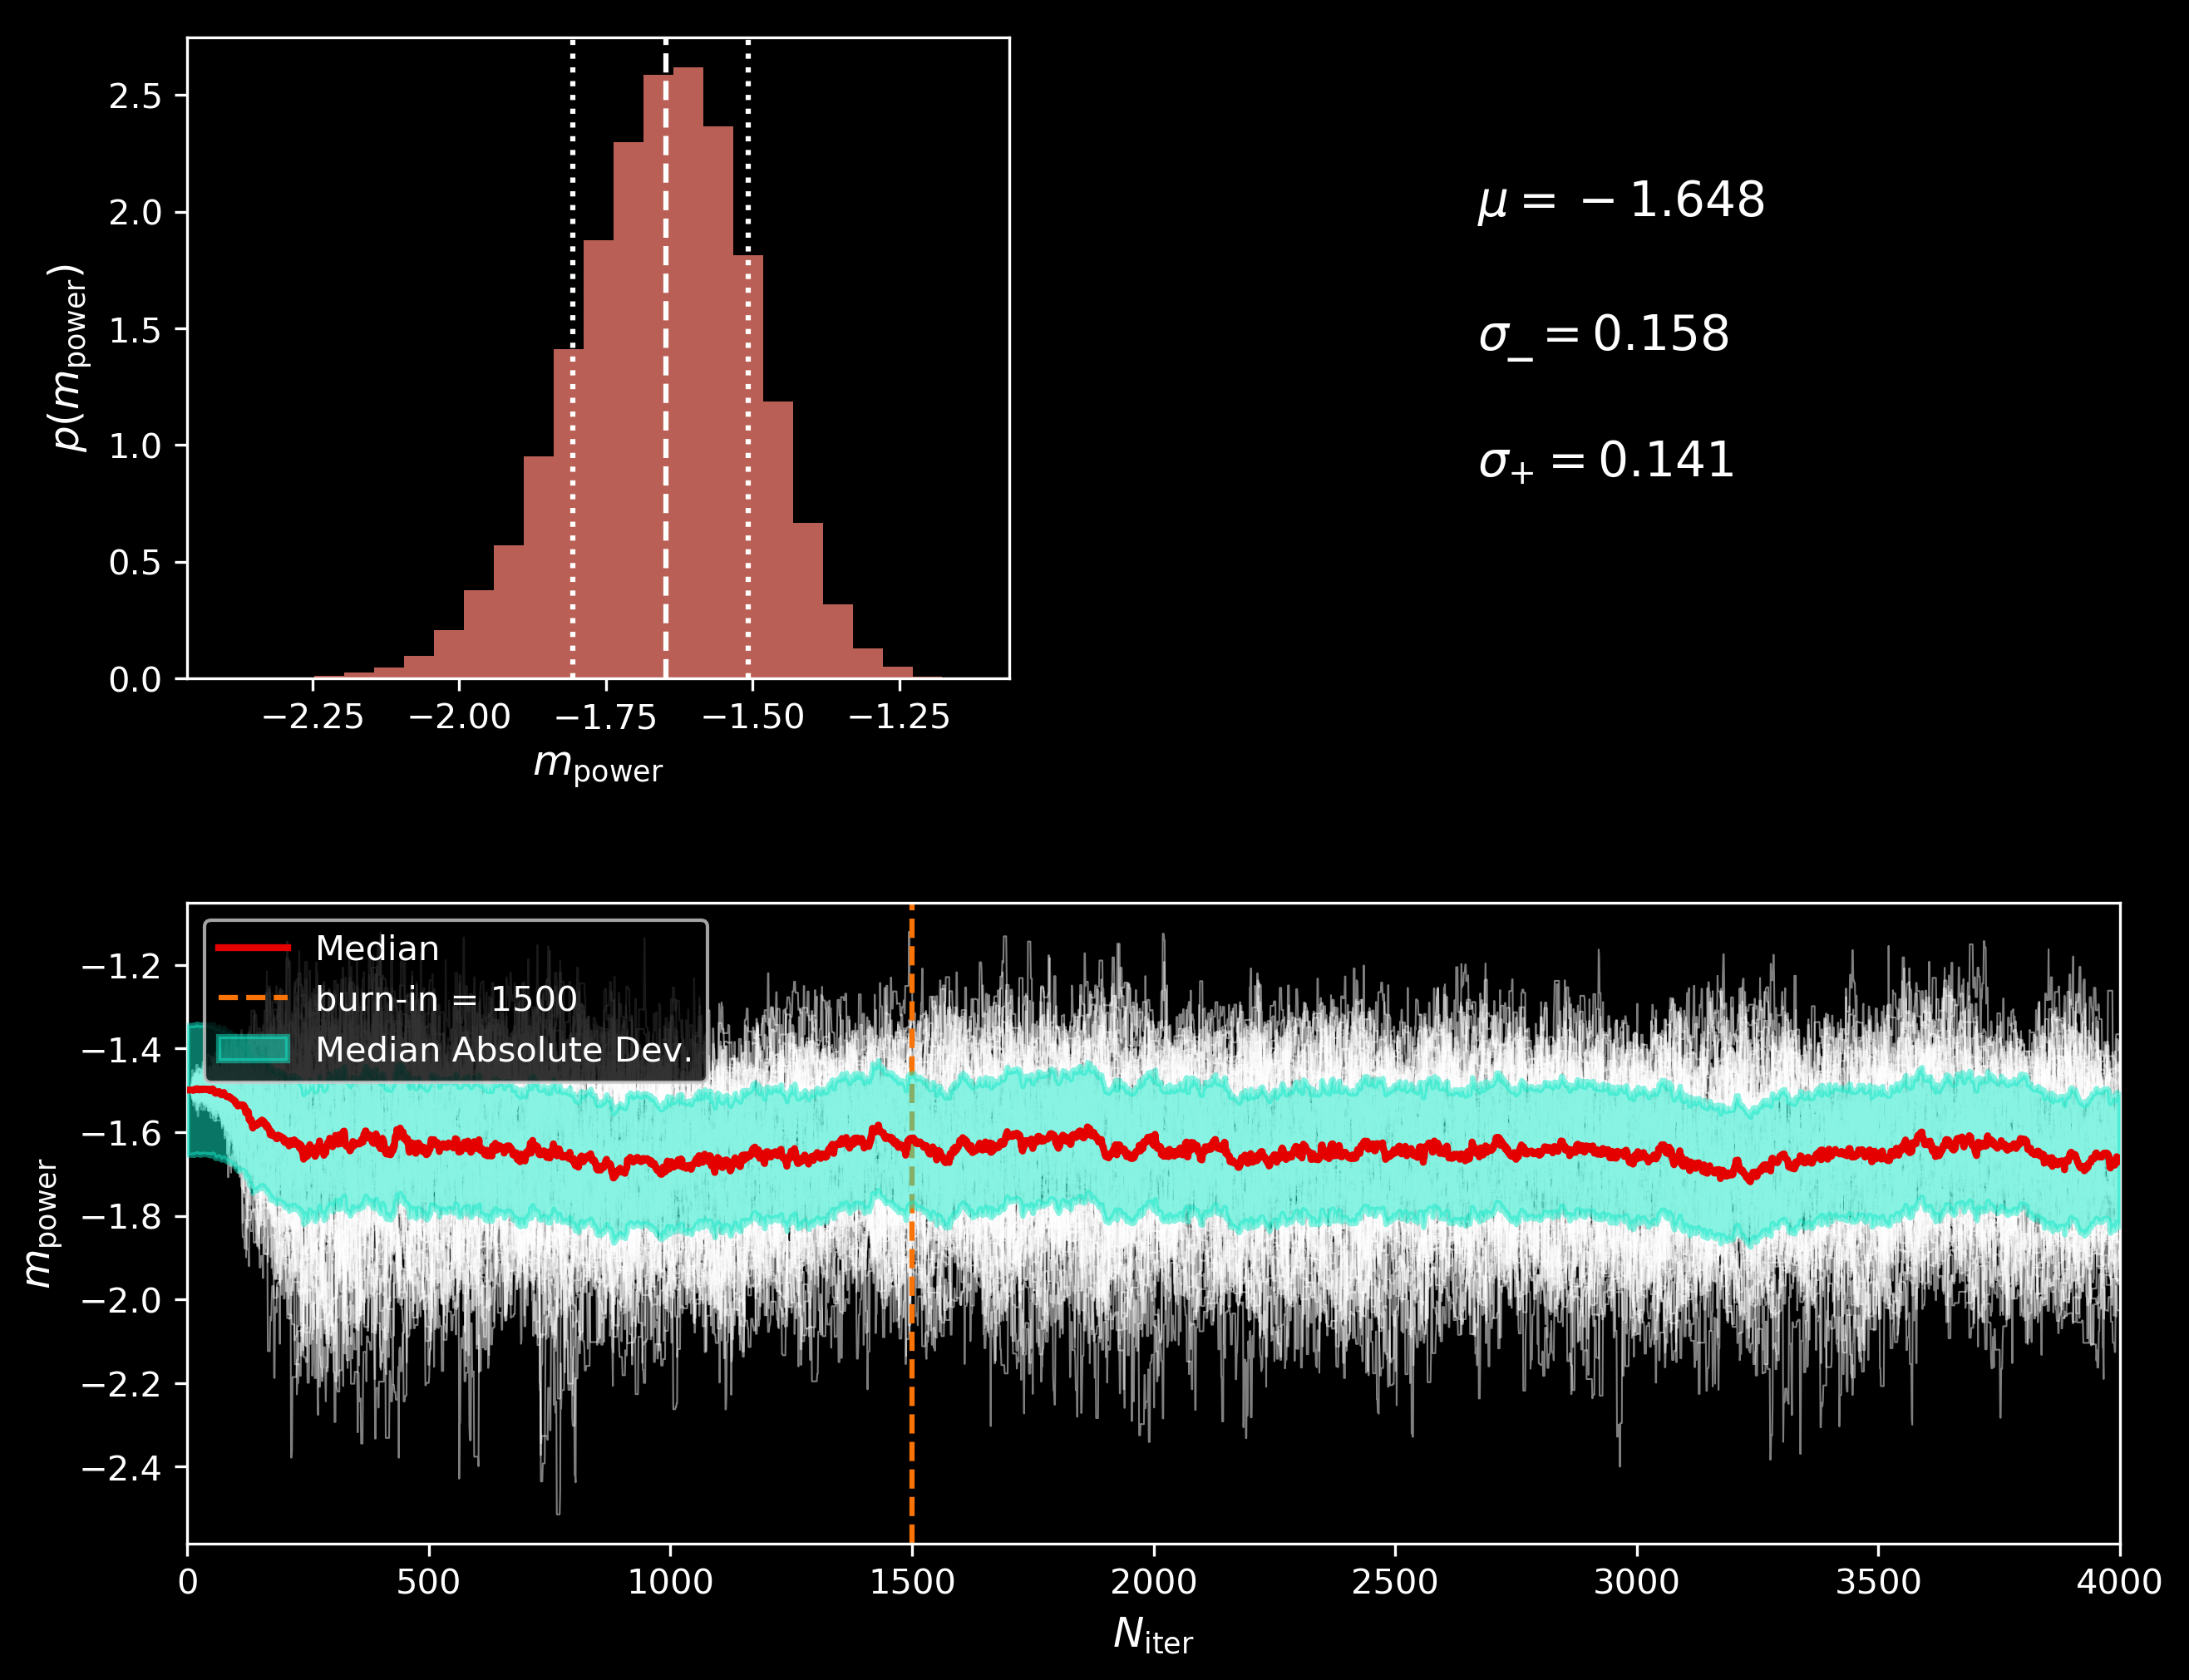 2.5
2.0
1.5
1.0
0.5
0.0
p(m_power)
−2.25 −2.00 −1.75 −1.50 −1.25
m_power
μ = −1.648
σ_− = 0.158
σ_+ = 0.141
Median
burn-in = 1500
Median Absolute Dev.
−1.2
−1.4
−1.6
−1.8
−2.0
−2.2
−2.4
m_power
0 500 1000 1500 2000 2500 3000 3500 4000
N_iter